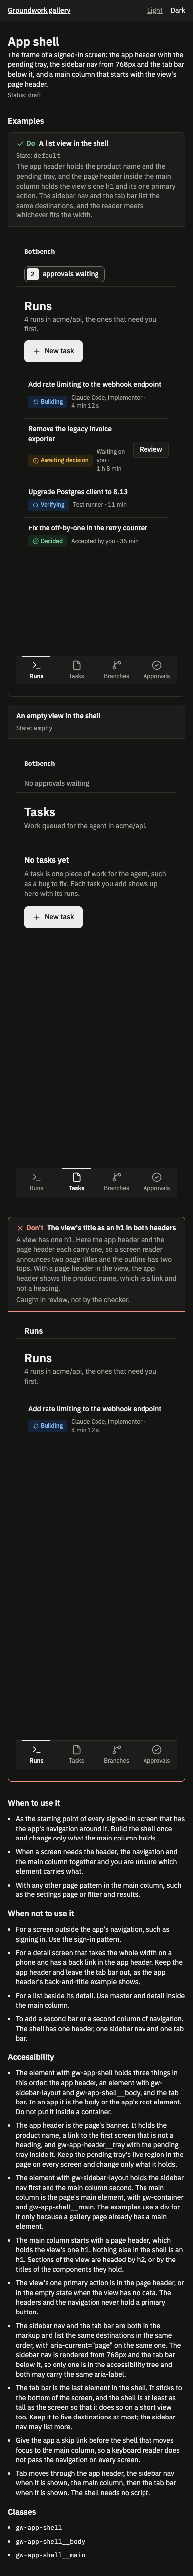 Groundwork gallery
Light Dark
App shell
The frame of a signed-in screen: the app header with the
pending tray, the sidebar nav from 768px and the tab bar
below it, and a main column that starts with the view's
page header.
Status: draft
Examples
Do A list view in the shell
State: default
The app header holds the product name and the
pending tray, and the page header inside the main
column holds the view's one h1 and its one primary
action. The sidebar nav and the tab bar list the
same destinations, and the reader meets
whichever fits the width.
Botbench
2 approvals waiting
Runs
4 runs in acme/api, the ones that need you
first.
New task
Add rate limiting to the webhook endpoint
Building
Claude Code, implementer ·
4 min 12 s
Remove the legacy invoice
exporter
Awaiting decision
Waiting on
you ·
1 h 8 min
Review
Upgrade Postgres client to 8.13
Verifying
Test runner · 11 min
Fix the off-by-one in the retry counter
Decided
Accepted by you · 35 min
Runs Tasks Branches Approvals
An empty view in the shell
State: empty
Botbench
No approvals waiting
Tasks
Work queued for the agent in acme/api.
No tasks yet
A task is one piece of work for the agent, such
as a bug to fix. Each task you add shows up
here with its runs.
New task
Runs Tasks Branches Approvals
Don't The view's title as an h1 in both headers
A view has one h1. Here the app header and the
page header each carry one, so a screen reader
announces two page titles and the outline has two
tops. With a page header in the view, the app
header shows the product name, which is a link and
not a heading.
Caught in review, not by the checker.
Runs
Runs
4 runs in acme/api, the ones that need you
first.
Add rate limiting to the webhook endpoint
Building
Claude Code, implementer ·
4 min 12 s
Runs Tasks Branches Approvals
When to use it
As the starting point of every signed-in screen that has
the app's navigation around it. Build the shell once
and change only what the main column holds.
When a screen needs the header, the navigation and
the main column together and you are unsure which
element carries what.
With any other page pattern in the main column, such
as the settings page or filter and results.
When not to use it
For a screen outside the app's navigation, such as
signing in. Use the sign-in pattern.
For a detail screen that takes the whole width on a
phone and has a back link in the app header. Keep the
app header and leave the tab bar out, as the app
header's back-and-title example shows.
For a list beside its detail. Use master and detail inside
the main column.
To add a second bar or a second column of navigation.
The shell has one header, one sidebar nav and one tab
bar.
Accessibility
The element with gw-app-shell holds three things in
this order: the app header, an element with gw-
sidebar-layout and gw-app-shell__body, and the tab
bar. In an app it is the body or the app's root element.
Do not put it inside a container.
The app header is the page's banner. It holds the
product name, a link to the first screen that is not a
heading, and gw-app-header__tray with the pending
tray inside it. Keep the pending tray's live region in the
page on every screen and change only what it holds.
The element with gw-sidebar-layout holds the sidebar
nav first and the main column second. The main
column is the page's main element, with gw-container
and gw-app-shell__main. The examples use a div for
it only because a gallery page already has a main
element.
The main column starts with a page header, which
holds the view's one h1. Nothing else in the shell is an
h1. Sections of the view are headed by h2, or by the
titles of the components they hold.
The view's one primary action is in the page header, or
in the empty state when the view has no data. The
headers and the navigation never hold a primary
button.
The sidebar nav and the tab bar are both in the
markup and list the same destinations in the same
order, with aria-current="page" on the same one. The
sidebar nav is rendered from 768px and the tab bar
below it, so only one is in the accessibility tree and
both may carry the same aria-label.
The tab bar is the last element in the shell. It sticks to
the bottom of the screen, and the shell is at least as
tall as the screen so that it does so on a short view
too. Keep it to five destinations at most; the sidebar
nav may list more.
Give the app a skip link before the shell that moves
focus to the main column, so a keyboard reader does
not pass the navigation on every screen.
Tab moves through the app header, the sidebar nav
when it is shown, the main column, then the tab bar
when it is shown. The shell needs no script.
Classes
gw-app-shell
gw-app-shell__body
gw-app-shell__main